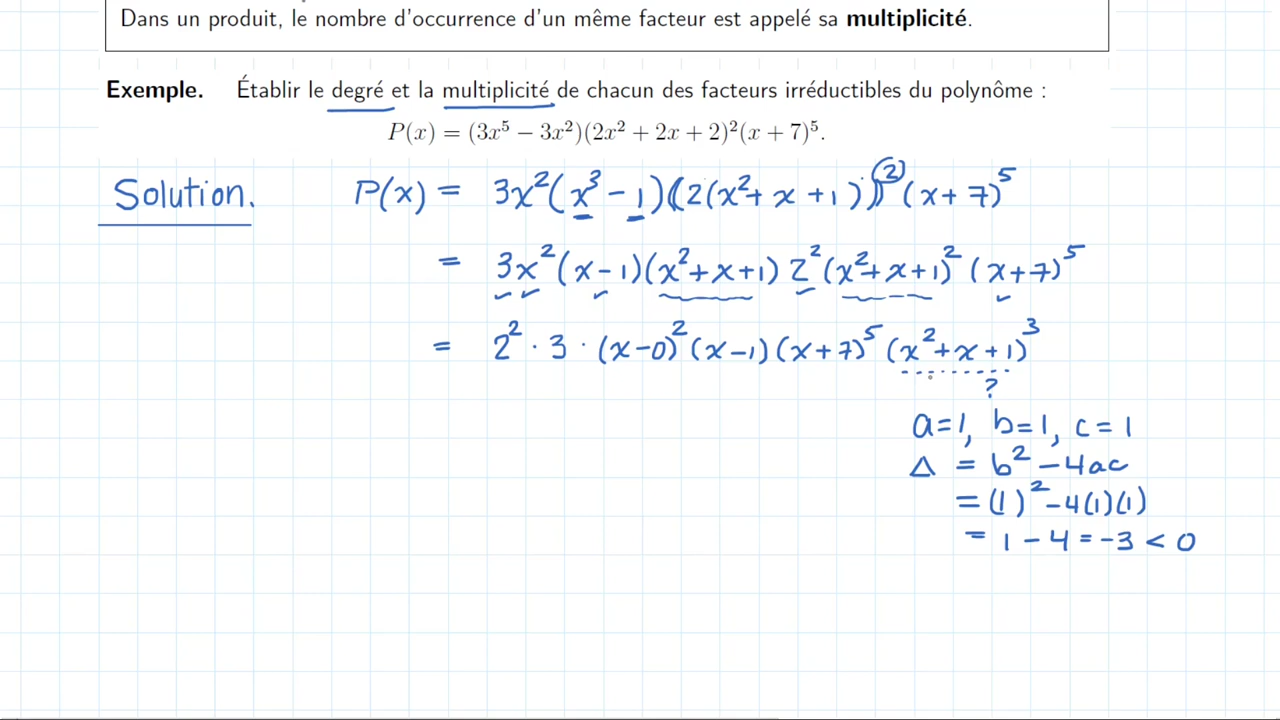 Dans un produit, le nombre d'occurrence d'un même facteur est appelé sa multiplicité.
Exemple. Établir le degré et la multiplicité de chacun des facteurs irréductibles du polynôme :
P(x) = (3x⁵ − 3x²)(2x² + 2x + 2)²(x + 7)⁵.
Solution. P(x) = 3x²(x³ − 1)((2(x² + x + 1))² (x + 7)⁵
= 3x²(x − 1)(x² + x + 1) 2² (x² + x + 1)² (x + 7)⁵
= 2² · 3 · (x − 0)² (x − 1) (x + 7)⁵ (x² + x + 1)³
?
a = 1, b = 1, c = 1
Δ = b² − 4ac
= (1)² − 4(1)(1)
= 1 − 4 = −3 < 0